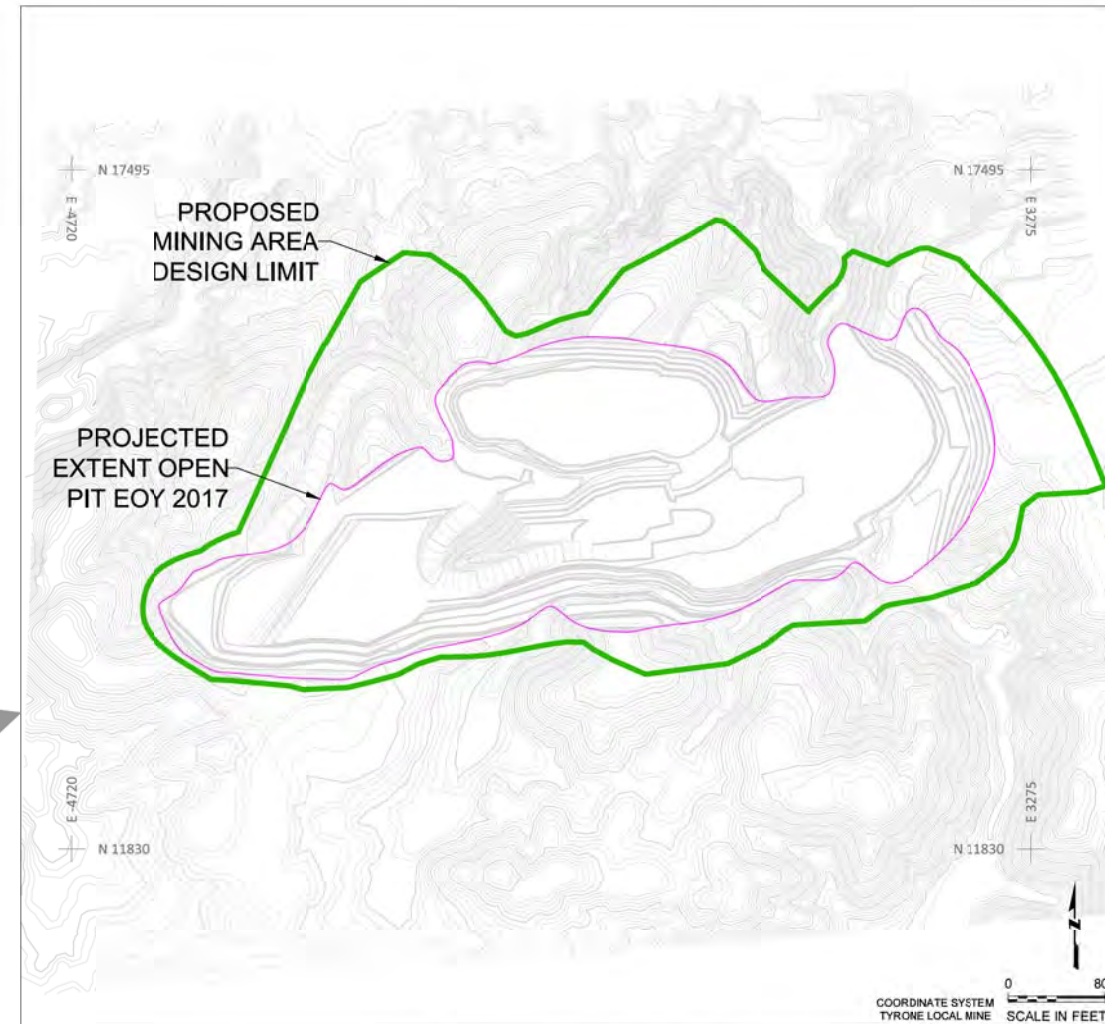 N 17495
N 17495
E -4720
E 3275
PROPOSED
MINING AREA
DESIGN LIMIT
PROJECTED
EXTENT OPEN
PIT EOY 2017
E -4720
E 3275
N 11830
N 11830
N
0
COORDINATE SYSTEM
TYRONE LOCAL MINE
SCALE IN FEET